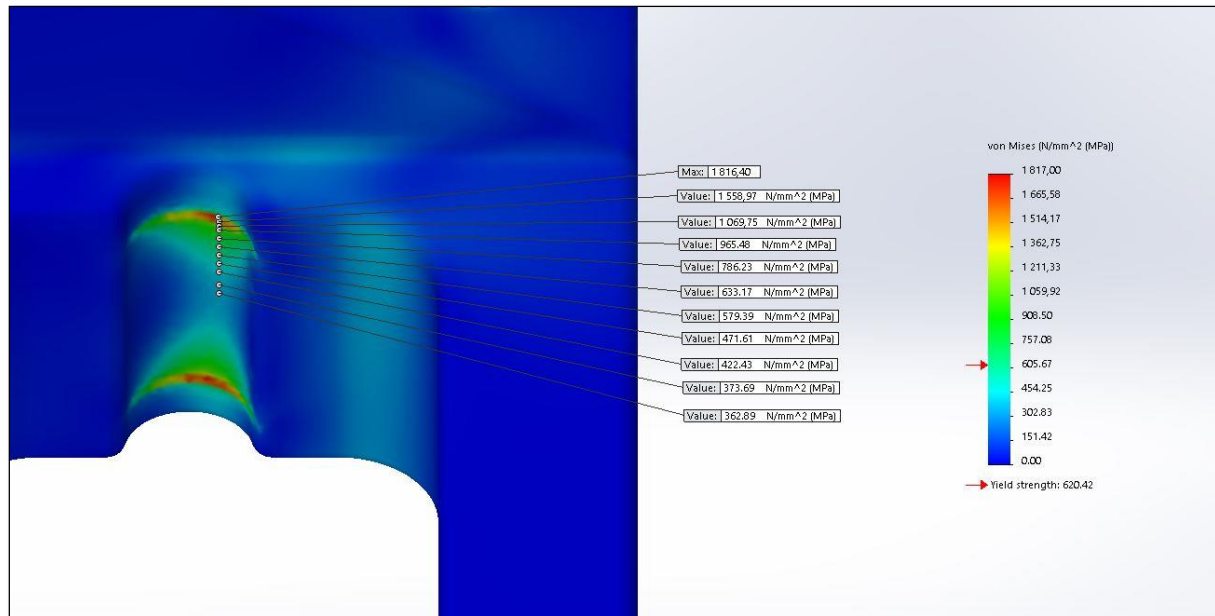 Max: 1 816,40
Value: 1 558,97 N/mm^2 (MPa)
Value: 1 069,75 N/mm^2 (MPa)
Value: 965.48 N/mm^2 (MPa)
Value: 786.23 N/mm^2 (MPa)
Value: 633.17 N/mm^2 (MPa)
Value: 579.39 N/mm^2 (MPa)
Value: 471.61 N/mm^2 (MPa)
Value: 422.43 N/mm^2 (MPa)
Value: 373.69 N/mm^2 (MPa)
Value: 362.89 N/mm^2 (MPa)
von Mises (N/mm^2 (MPa))
1 817,00
1 665,58
1 514,17
1 362,75
1 211,33
1 059,92
908.50
757.08
605.67
454.25
302.83
151.42
0.00
Yield strength: 620.42